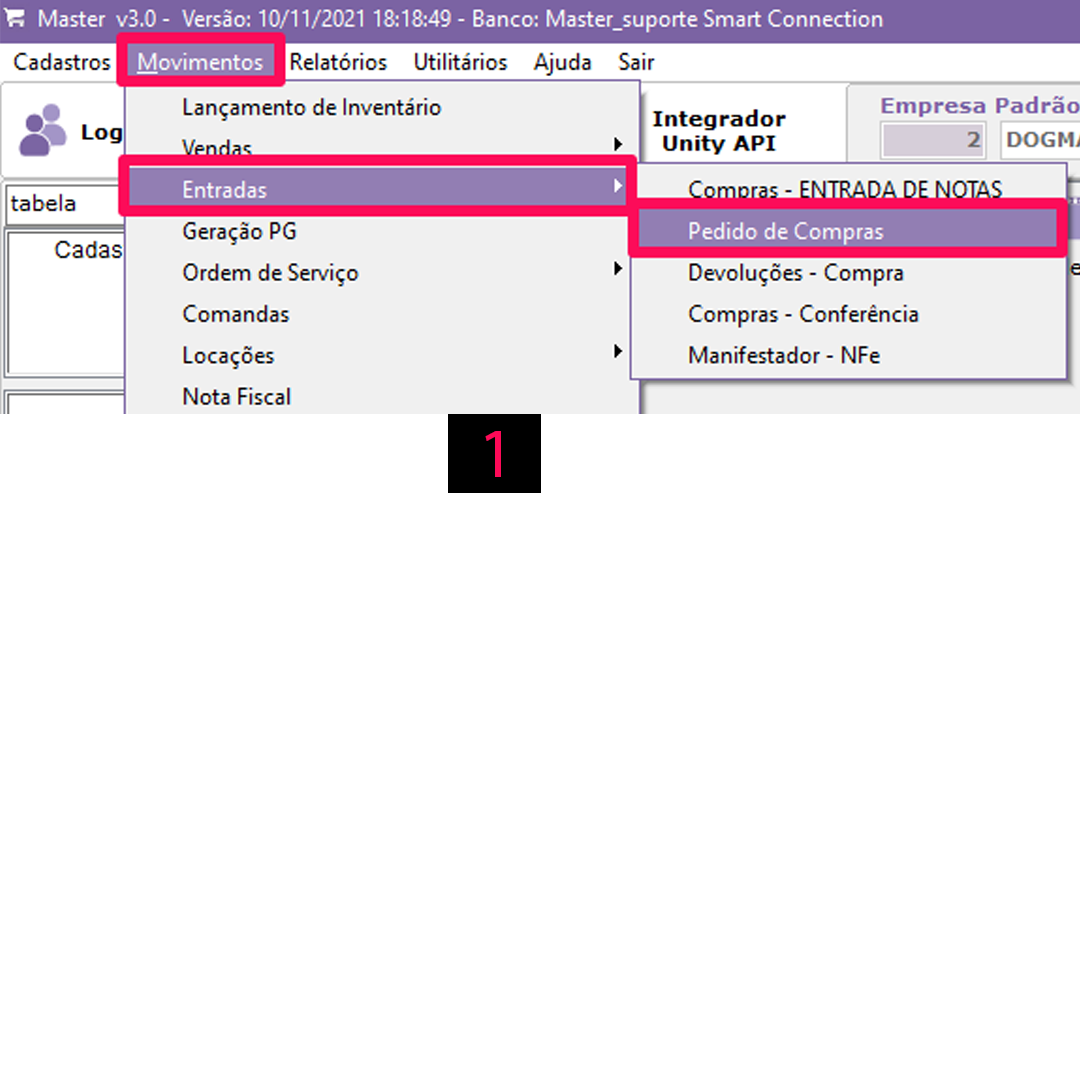 Master v3.0 - Versão: 10/11/2021 18:18:49 - Banco: Master_suporte Smart Connection
Cadastros Movimentos Relatórios Utilitários Ajuda Sair
Log
Lançamento de Inventário
Vendas
Entradas
Geração PG
Ordem de Serviço
Comandas
Locações
Nota Fiscal
Integrador
Unity API
Empresa Padrão
2 DOGMA
tabela
Cadas
Compras - ENTRADA DE NOTAS
Pedido de Compras
Devoluções - Compra
Compras - Conferência
Manifestador - NFe
1